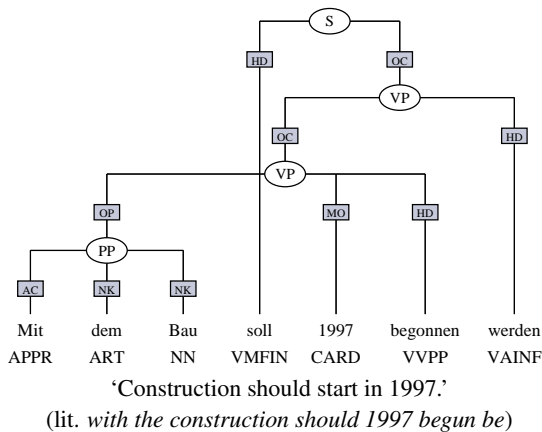 S
HD OC
VP
OC HD
VP
OP MO HD
PP
AC NK NK
Mit dem Bau soll 1997 begonnen werden
APPR ART NN VMFIN CARD VVPP VAINF
‘Construction should start in 1997.’
(lit. with the construction should 1997 begun be)